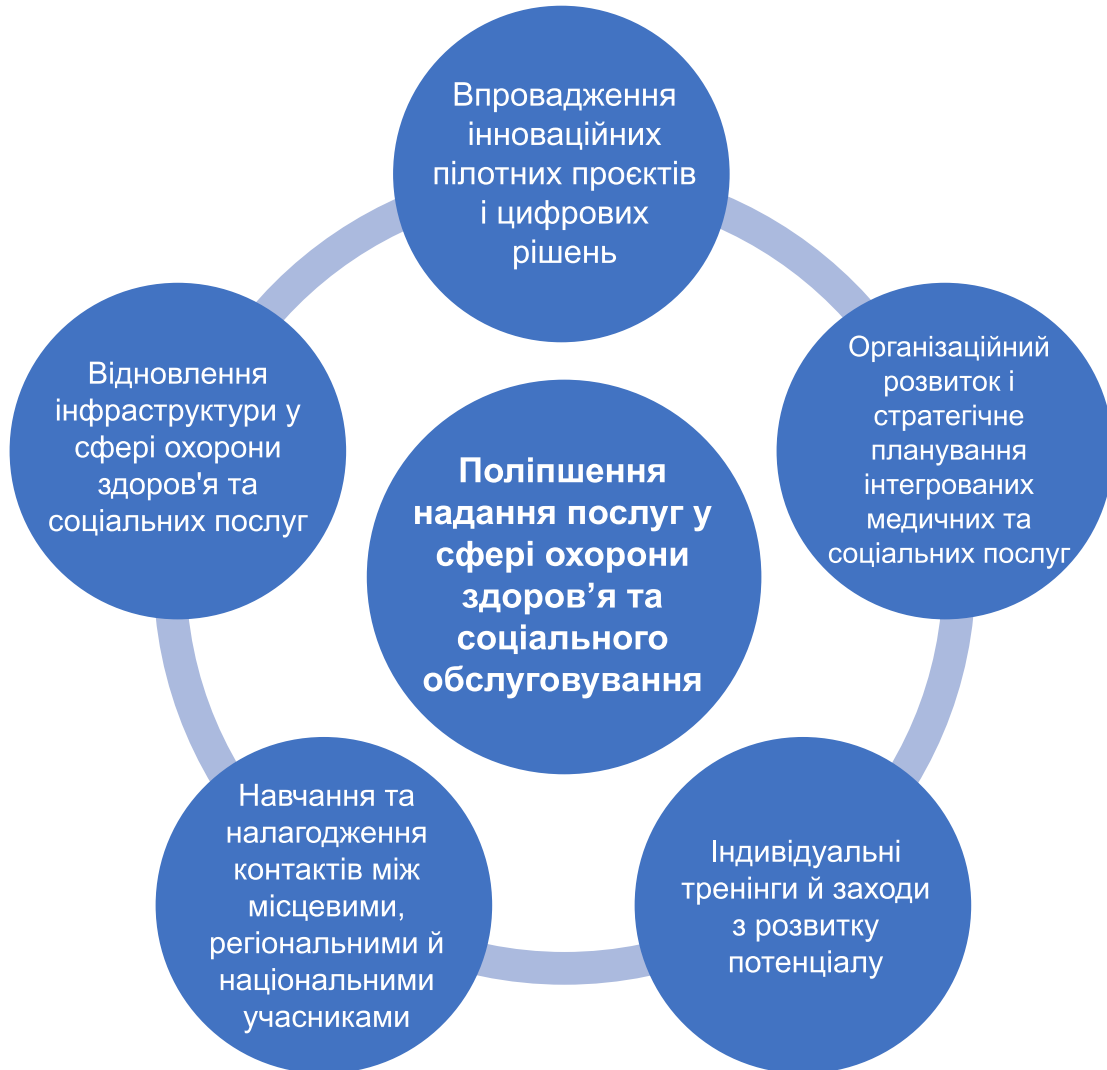 Впровадження
інноваційних
пілотних проєктів
і цифрових
рішень
Організаційний
розвиток і
стратегічне
планування
інтегрованих
медичних та
соціальних послуг
Індивідуальні
тренінги й заходи
з розвитку
потенціалу
Навчання та
налагодження
контактів між
місцевими,
регіональними й
національними
учасниками
Відновлення
інфраструктури у
сфері охорони
здоров'я та
соціальних послуг
Поліпшення
надання послуг у
сфері охорони
здоров’я та
соціального
обслуговування